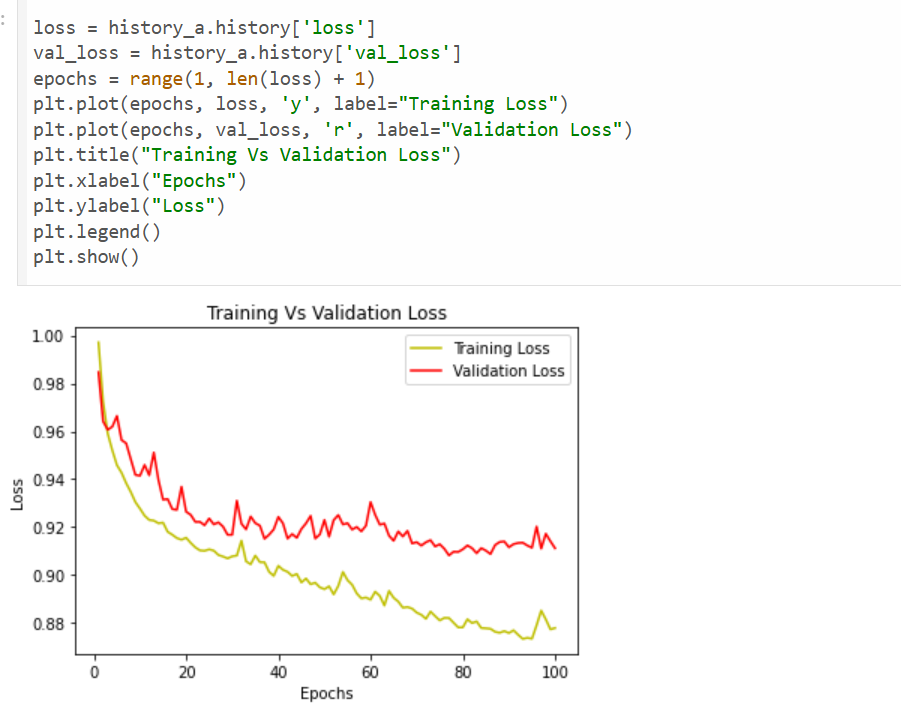 :
loss = history_a.history['loss']
val_loss = history_a.history['val_loss']
epochs = range(1, len(loss) + 1)
plt.plot(epochs, loss, 'y', label="Training Loss")
plt.plot(epochs, val_loss, 'r', label="Validation Loss")
plt.title("Training Vs Validation Loss")
plt.xlabel("Epochs")
plt.ylabel("Loss")
plt.legend()
plt.show()
Training Vs Validation Loss
1.00
0.98
0.96
0.94
0.92
0.90
0.88
Loss
Training Loss
Validation Loss
0 20 40 60 80 100
Epochs